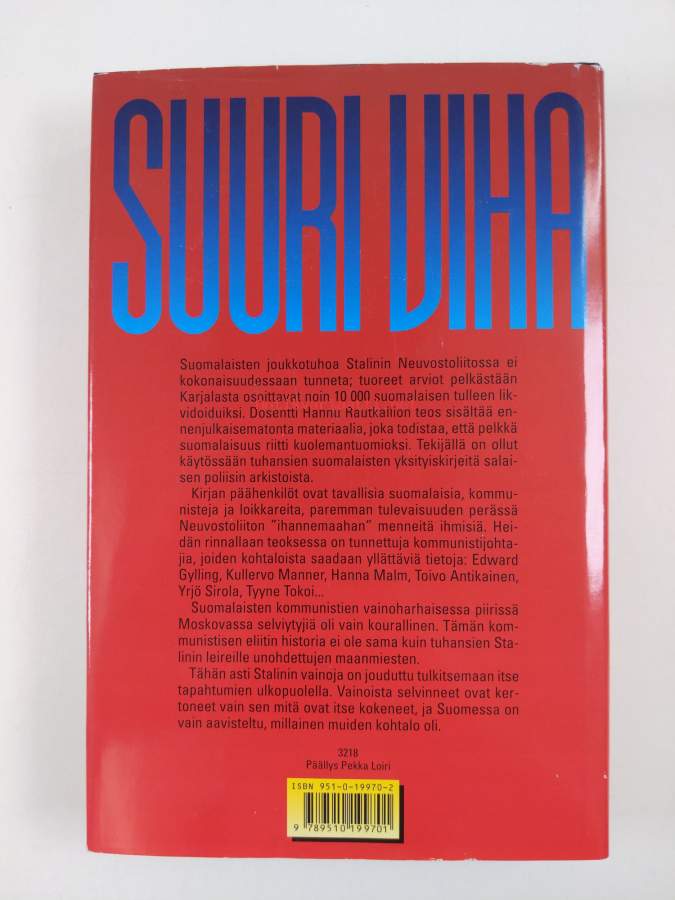 SUURI VIHA
Suomalaisten joukkotuhoa Stalinin Neuvostoliitossa ei
kokonaisuudessaan tunneta; tuoreet arviot pelkästään
Karjalasta osoittavat noin 10 000 suomalaisen tulleen lik-
vidoiduiksi. Dosentti Hannu Rautkallion teos sisältää en-
nenjulkaisematonta materiaalia, joka todistaa, että pelkkä
suomalaisuus riitti kuolemantuomioksi. Tekijällä on ollut
käytössään tuhansien suomalaisten yksityiskirjeitä salai-
sen poliisin arkistoista.
Kirjan päähenkilöt ovat tavallisia suomalaisia, kommu-
nisteja ja loikkareita, paremman tulevaisuuden perässä
Neuvostoliiton "ihannemaahan" menneitä ihmisiä. Hei-
dän rinnallaan teoksessa on tunnettuja kommunistijohta-
jia, joiden kohtaloista saadaan yllättäviä tietoja: Edward
Gylling, Kullervo Manner, Hanna Malm, Toivo Antikainen,
Yrjö Sirola, Tyyne Tokoi...
Suomalaisten kommunistien vainoharhaisessa piirissä
Moskovassa selviytyjiä oli vain kourallinen. Tämän kom-
munistisen eliitin historia ei ole sama kuin tuhansien Sta-
linin leireille unohdettujen maanmiesten.
Tähän asti Stalinin vainoja on jouduttu tulkitsemaan itse
tapahtumien ulkopuolella. Vainoista selvinneet ovat ker-
toneet vain sen mitä ovat itse kokeneet, ja Suomessa on
vain aavisteltu, millainen muiden kohtalo oli.
3218
Päällys Pekka Loiri
ISBN 951-0-19970-2
9 789510 199701